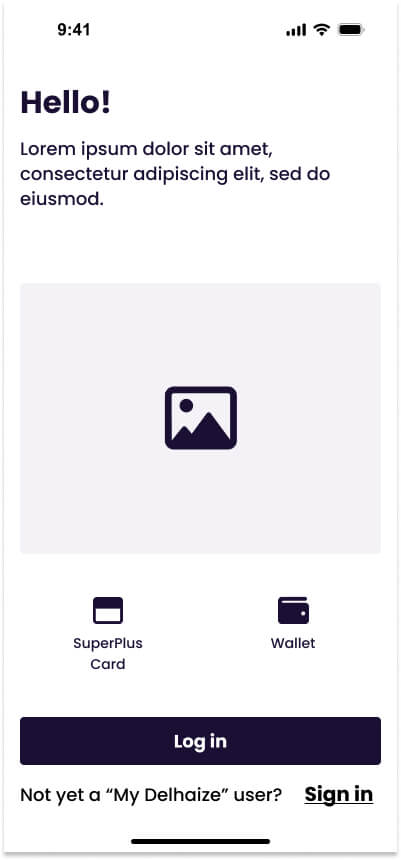 9:41
Hello!
Lorem ipsum dolor sit amet,
consectetur adipiscing elit, sed do
eiusmod.
SuperPlus
Card
Wallet
Log in
Not yet a “My Delhaize” user? Sign in